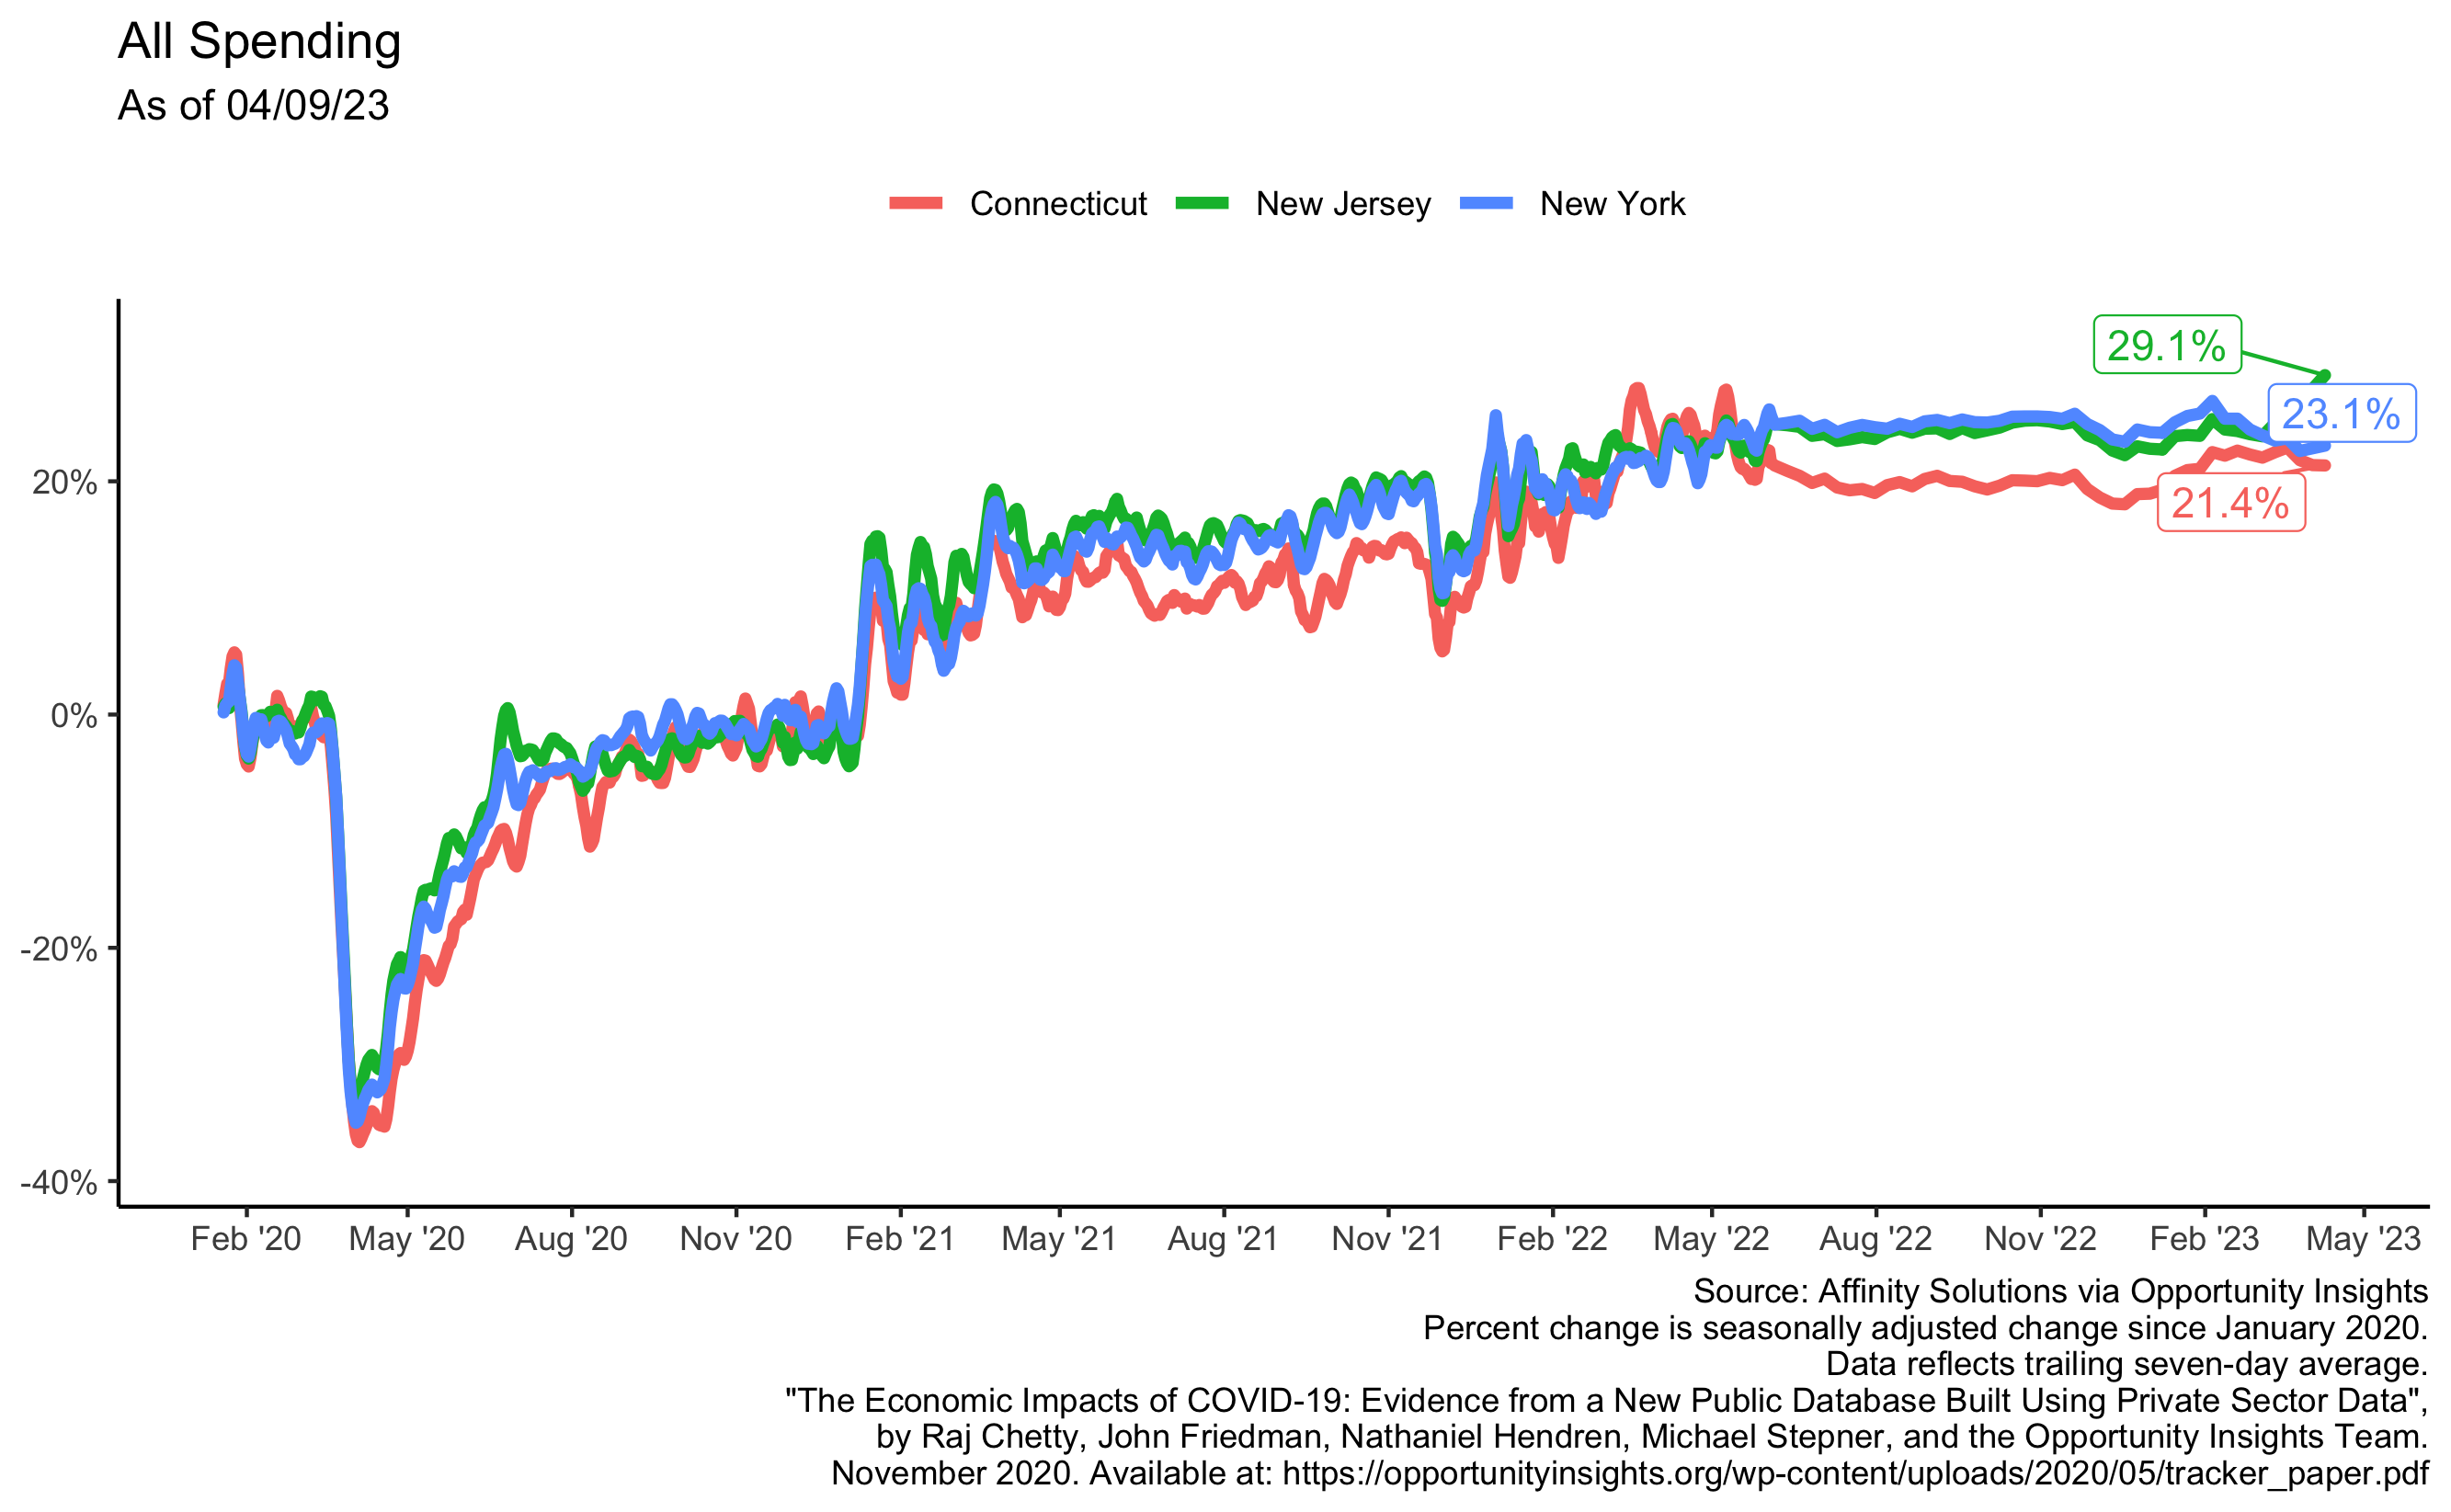 All Spending
As of 04/09/23
Connecticut New Jersey New York
29.1%
23.1%
21.4%
20%
0%
-20%
-40%
Feb '20 May '20 Aug '20 Nov '20 Feb '21 May '21 Aug '21 Nov '21 Feb '22 May '22 Aug '22 Nov '22 Feb '23 May '23
Source: Affinity Solutions via Opportunity Insights
Percent change is seasonally adjusted change since January 2020.
Data reflects trailing seven-day average.
"The Economic Impacts of COVID-19: Evidence from a New Public Database Built Using Private Sector Data",
by Raj Chetty, John Friedman, Nathaniel Hendren, Michael Stepner, and the Opportunity Insights Team.
November 2020. Available at: https://opportunityinsights.org/wp-content/uploads/2020/05/tracker_paper.pdf